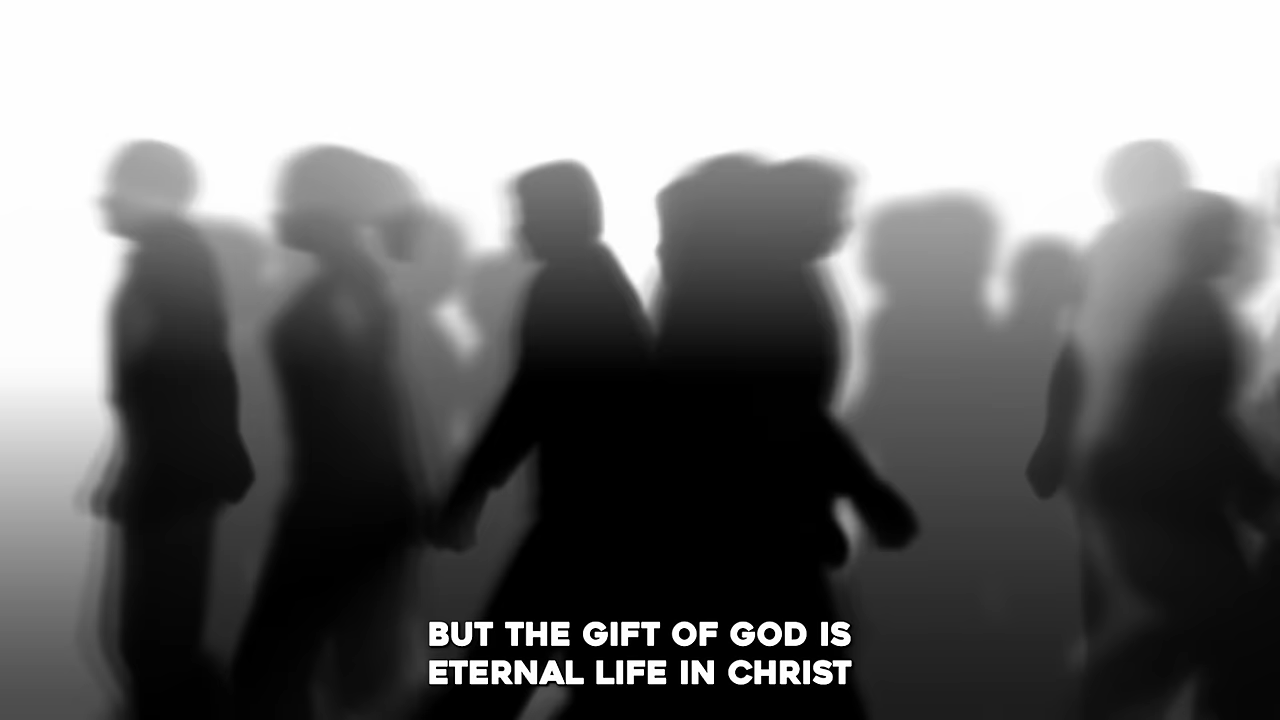 BUT THE GIFT OF GOD IS
ETERNAL LIFE IN CHRIST